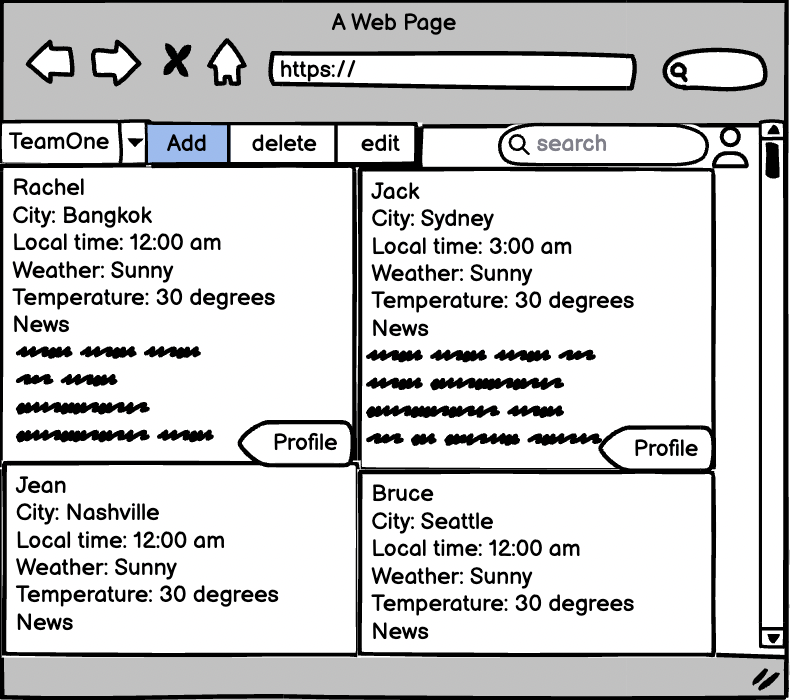 A Web Page
https://
TeamOne Add delete edit search
Rachel
City: Bangkok
Local time: 12:00 am
Weather: Sunny
Temperature: 30 degrees
News
Profile
Jack
City: Sydney
Local time: 3:00 am
Weather: Sunny
Temperature: 30 degrees
News
Profile
Jean
City: Nashville
Local time: 12:00 am
Weather: Sunny
Temperature: 30 degrees
News
Bruce
City: Seattle
Local time: 12:00 am
Weather: Sunny
Temperature: 30 degrees
News